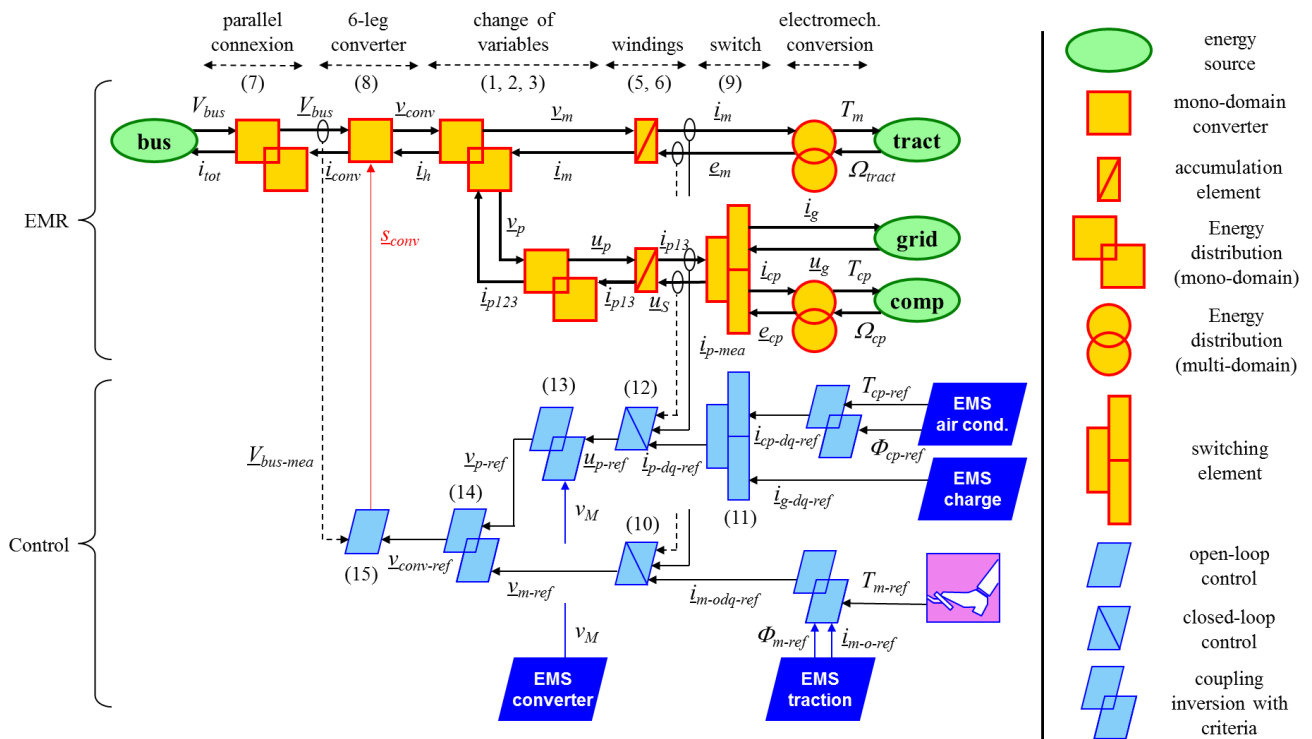 parallel
connexion
6-leg
converter
change of
variables
windings
switch
electromech.
conversion
(7)
(8)
(1, 2, 3)
(5, 6)
(9)
V_bus
V_bus
v_conv
v_m
i_m
T_m
bus
tract
i_tot
i_conv
i_h
i_m
e_m
Ω_tract
EMR
s_conv
v_p
u_p
i_p13
i_g
grid
i_cp
u_g
T_cp
comp
i_p123
i_p13
u_S
e_cp
Ω_cp
i_p-mea
(13)
(12)
T_cp-ref
EMS
air cond.
V_bus-mea
v_p-ref
u_p-ref
i_p-dq-ref
i_cp-dq-ref
Φ_cp-ref
EMS
charge
i_g-dq-ref
(14)
v_M
(10)
(11)
Control
(15)
v_conv-ref
v_m-ref
i_m-odq-ref
T_m-ref
v_M
Φ_m-ref
i_m-o-ref
EMS
converter
EMS
traction
energy
source
mono-domain
converter
accumulation
element
Energy
distribution
(mono-domain)
Energy
distribution
(multi-domain)
switching
element
open-loop
control
closed-loop
control
coupling
inversion with
criteria